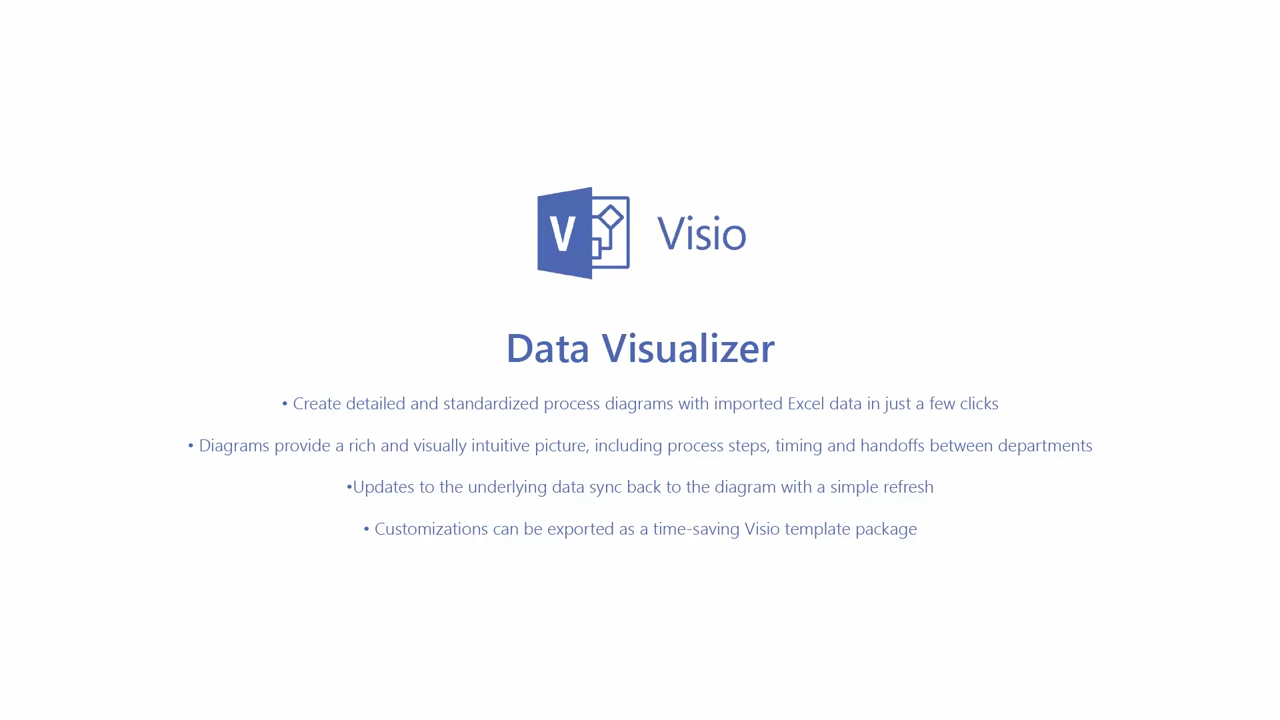 V Visio
Data Visualizer
• Create detailed and standardized process diagrams with imported Excel data in just a few clicks
• Diagrams provide a rich and visually intuitive picture, including process steps, timing and handoffs between departments
•Updates to the underlying data sync back to the diagram with a simple refresh
• Customizations can be exported as a time-saving Visio template package